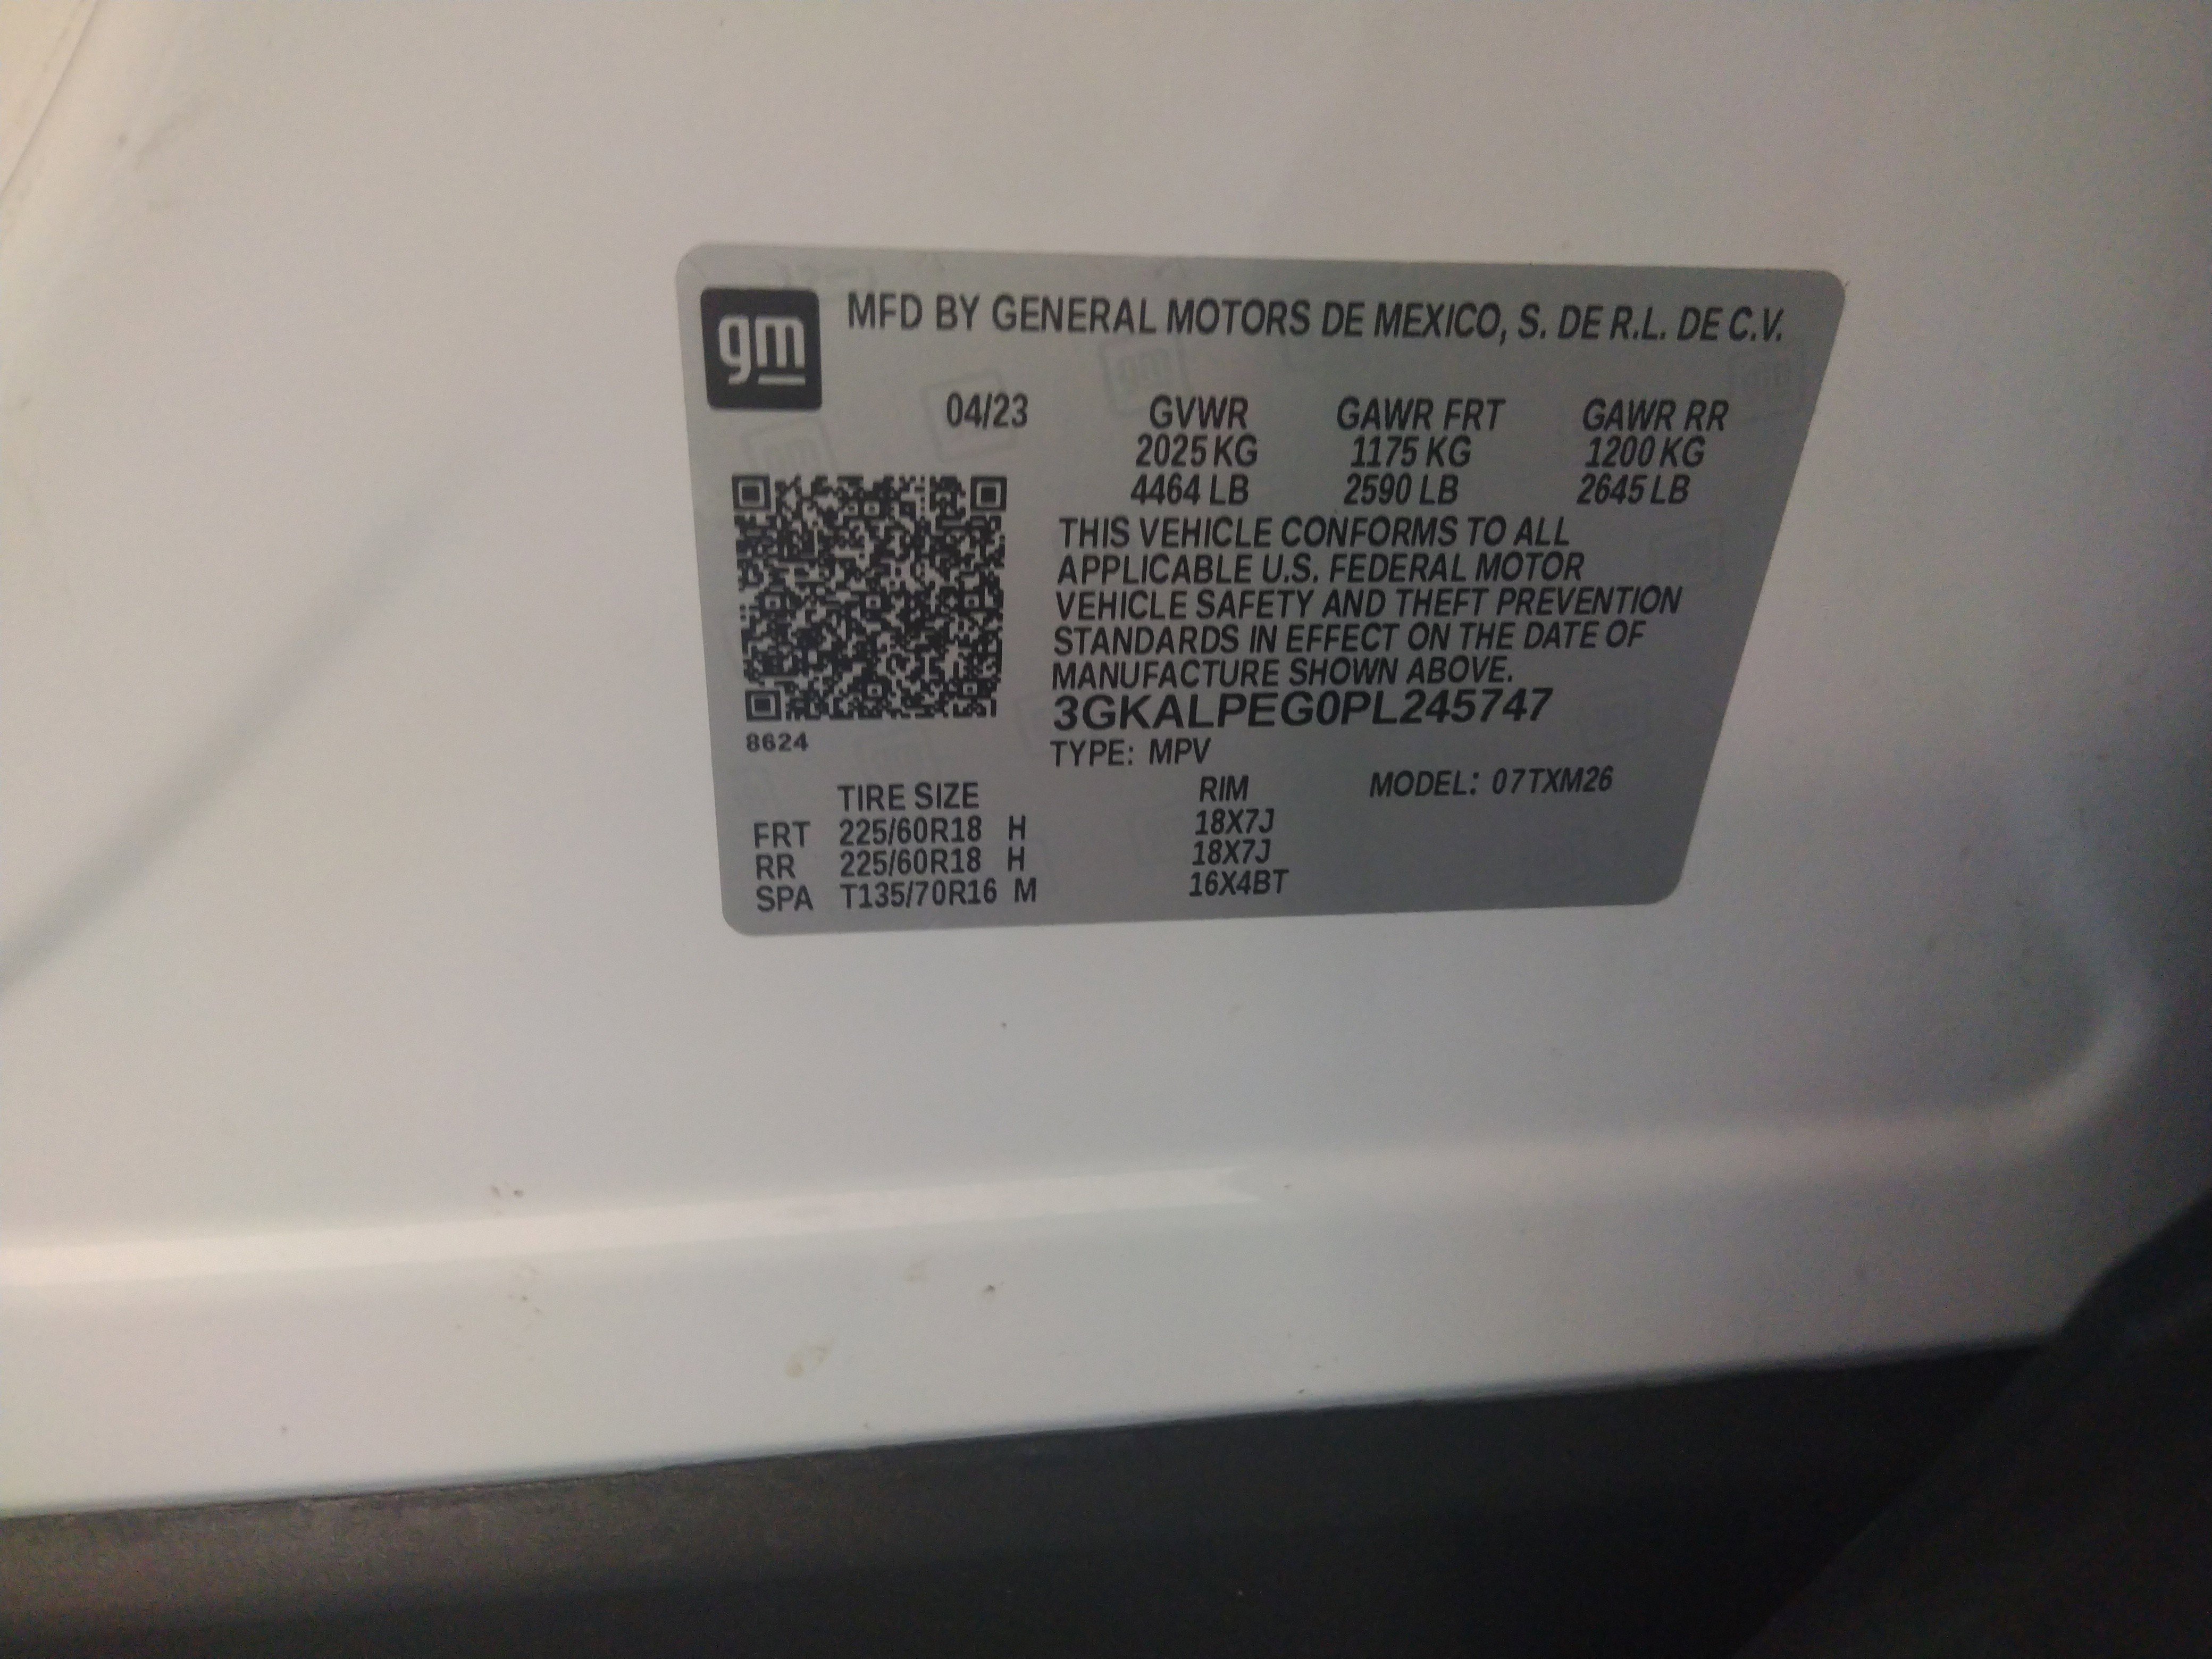 gm
MFD BY GENERAL MOTORS DE MEXICO, S. DE R.L. DE C.V.
04/23 GVWR GAWR FRT GAWR RR
2025 KG 1175 KG 1200 KG
4464 LB 2590 LB 2645 LB
THIS VEHICLE CONFORMS TO ALL
APPLICABLE U.S. FEDERAL MOTOR
VEHICLE SAFETY AND THEFT PREVENTION
STANDARDS IN EFFECT ON THE DATE OF
MANUFACTURE SHOWN ABOVE.
3GKALPEG0PL245747
8624
TYPE: MPV
TIRE SIZE RIM MODEL: 07TXM26
FRT 225/60R18 H 18X7J
RR 225/60R18 H 18X7J
SPA T135/70R16 M 16X4BT